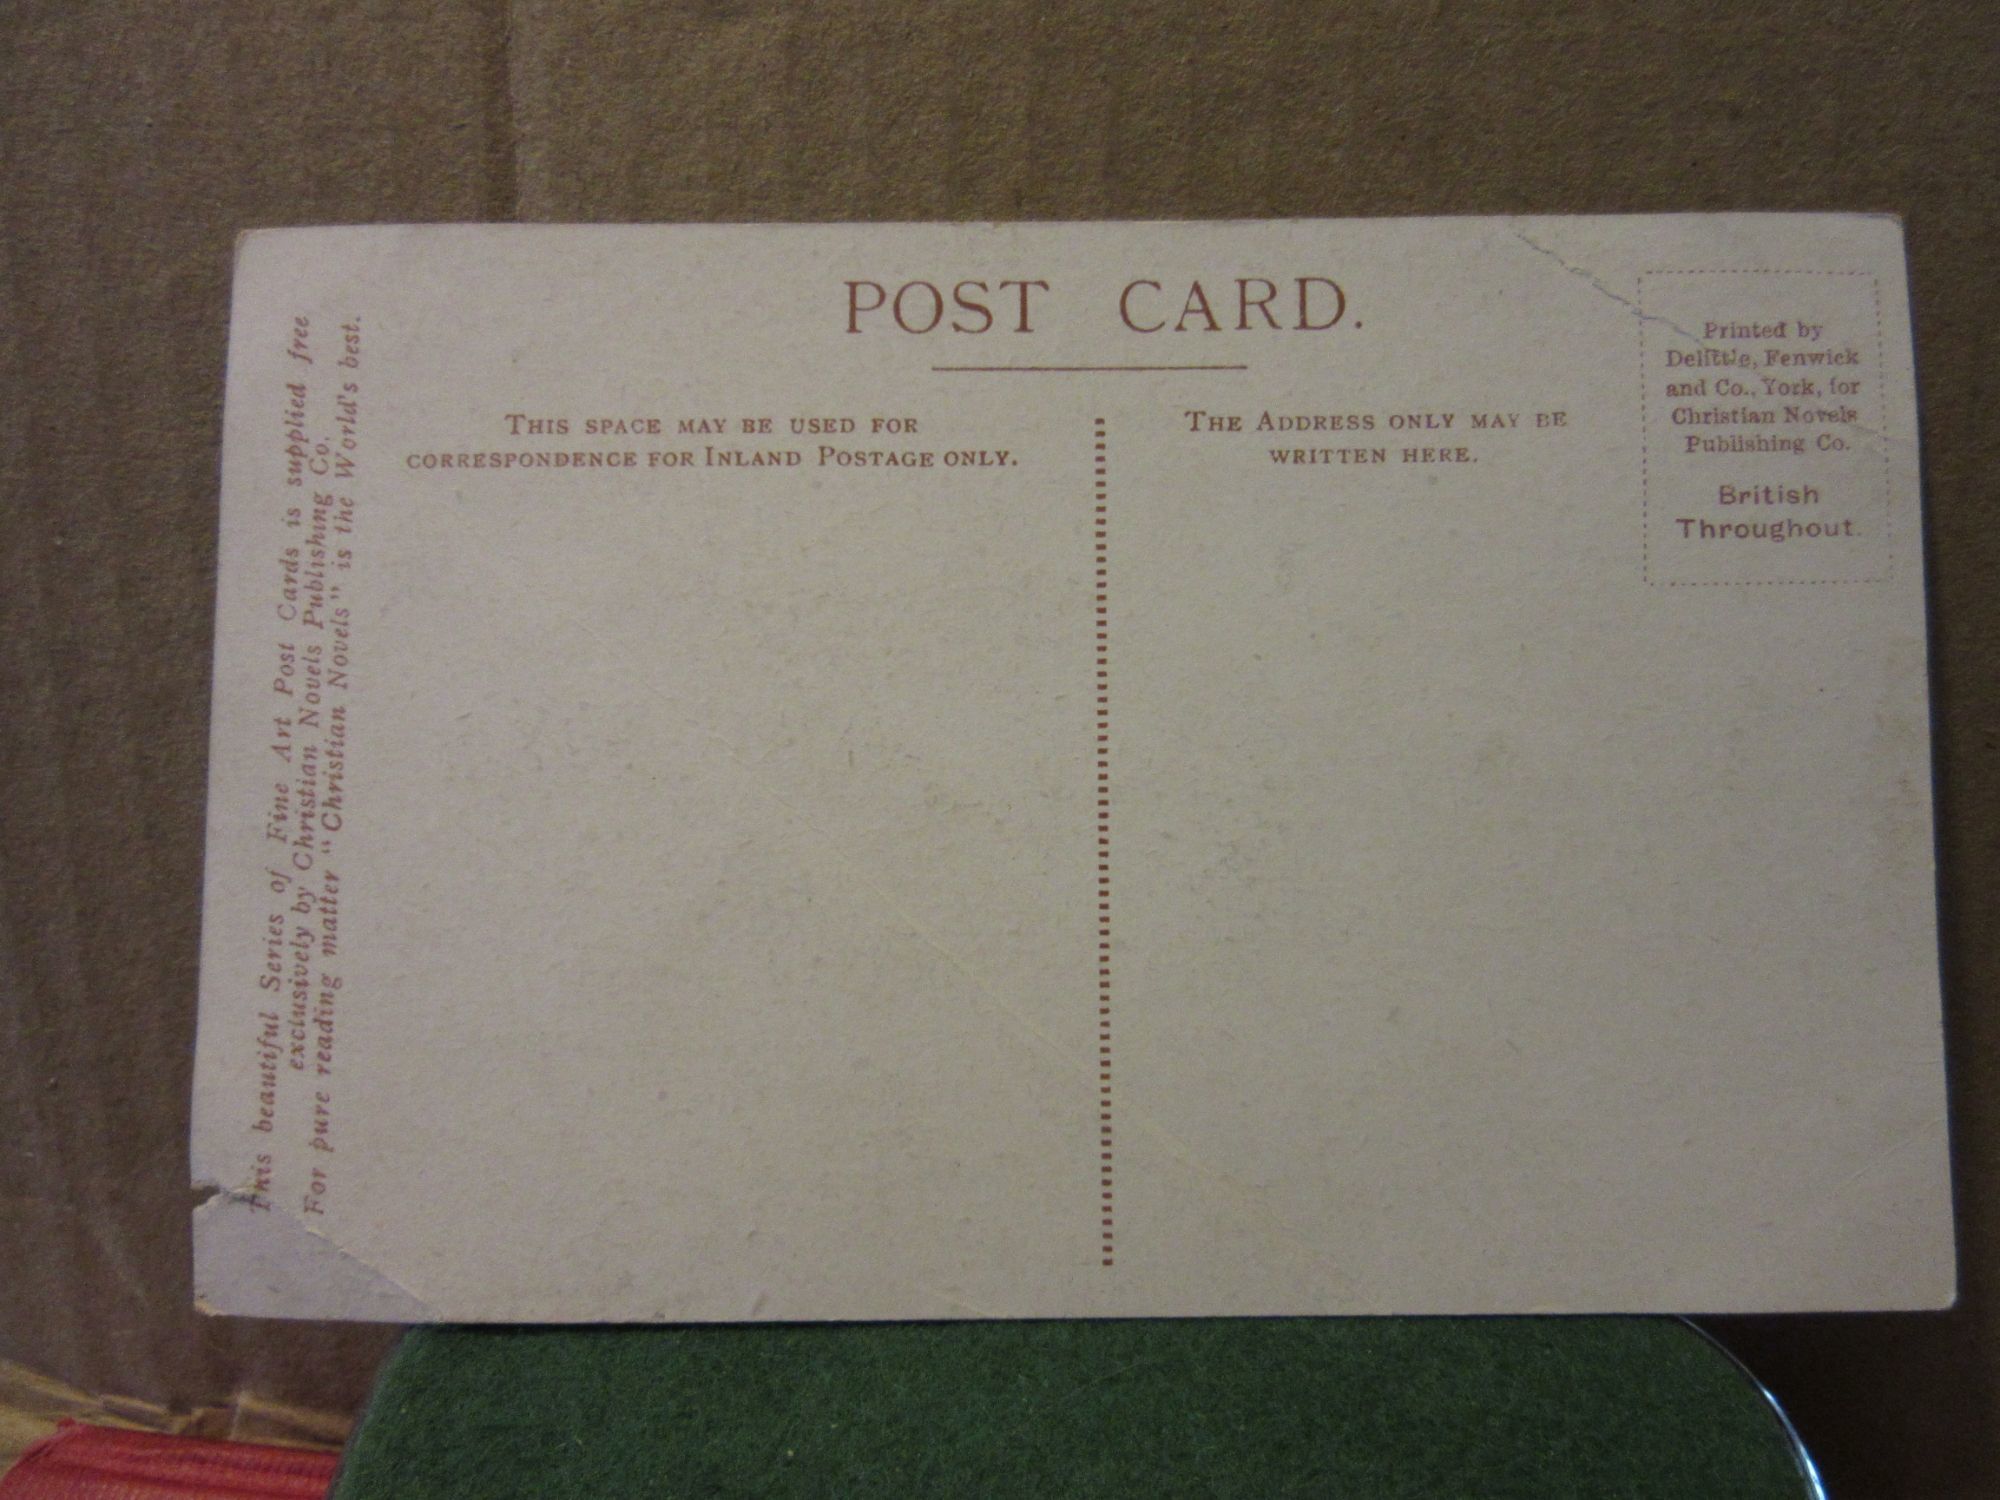 POST CARD.
THIS SPACE MAY BE USED FOR
CORRESPONDENCE FOR INLAND POSTAGE ONLY.
THE ADDRESS ONLY MAY BE
WRITTEN HERE.
Printed by
Delittle, Fenwick
and Co., York, for
Christian Novels
Publishing Co.
British
Throughout.
This beautiful Series of Fine Art Post Cards is supplied free
exclusively by Christian Novels Publishing Co.
For pure reading matter "Christian Novels" is the World's best.